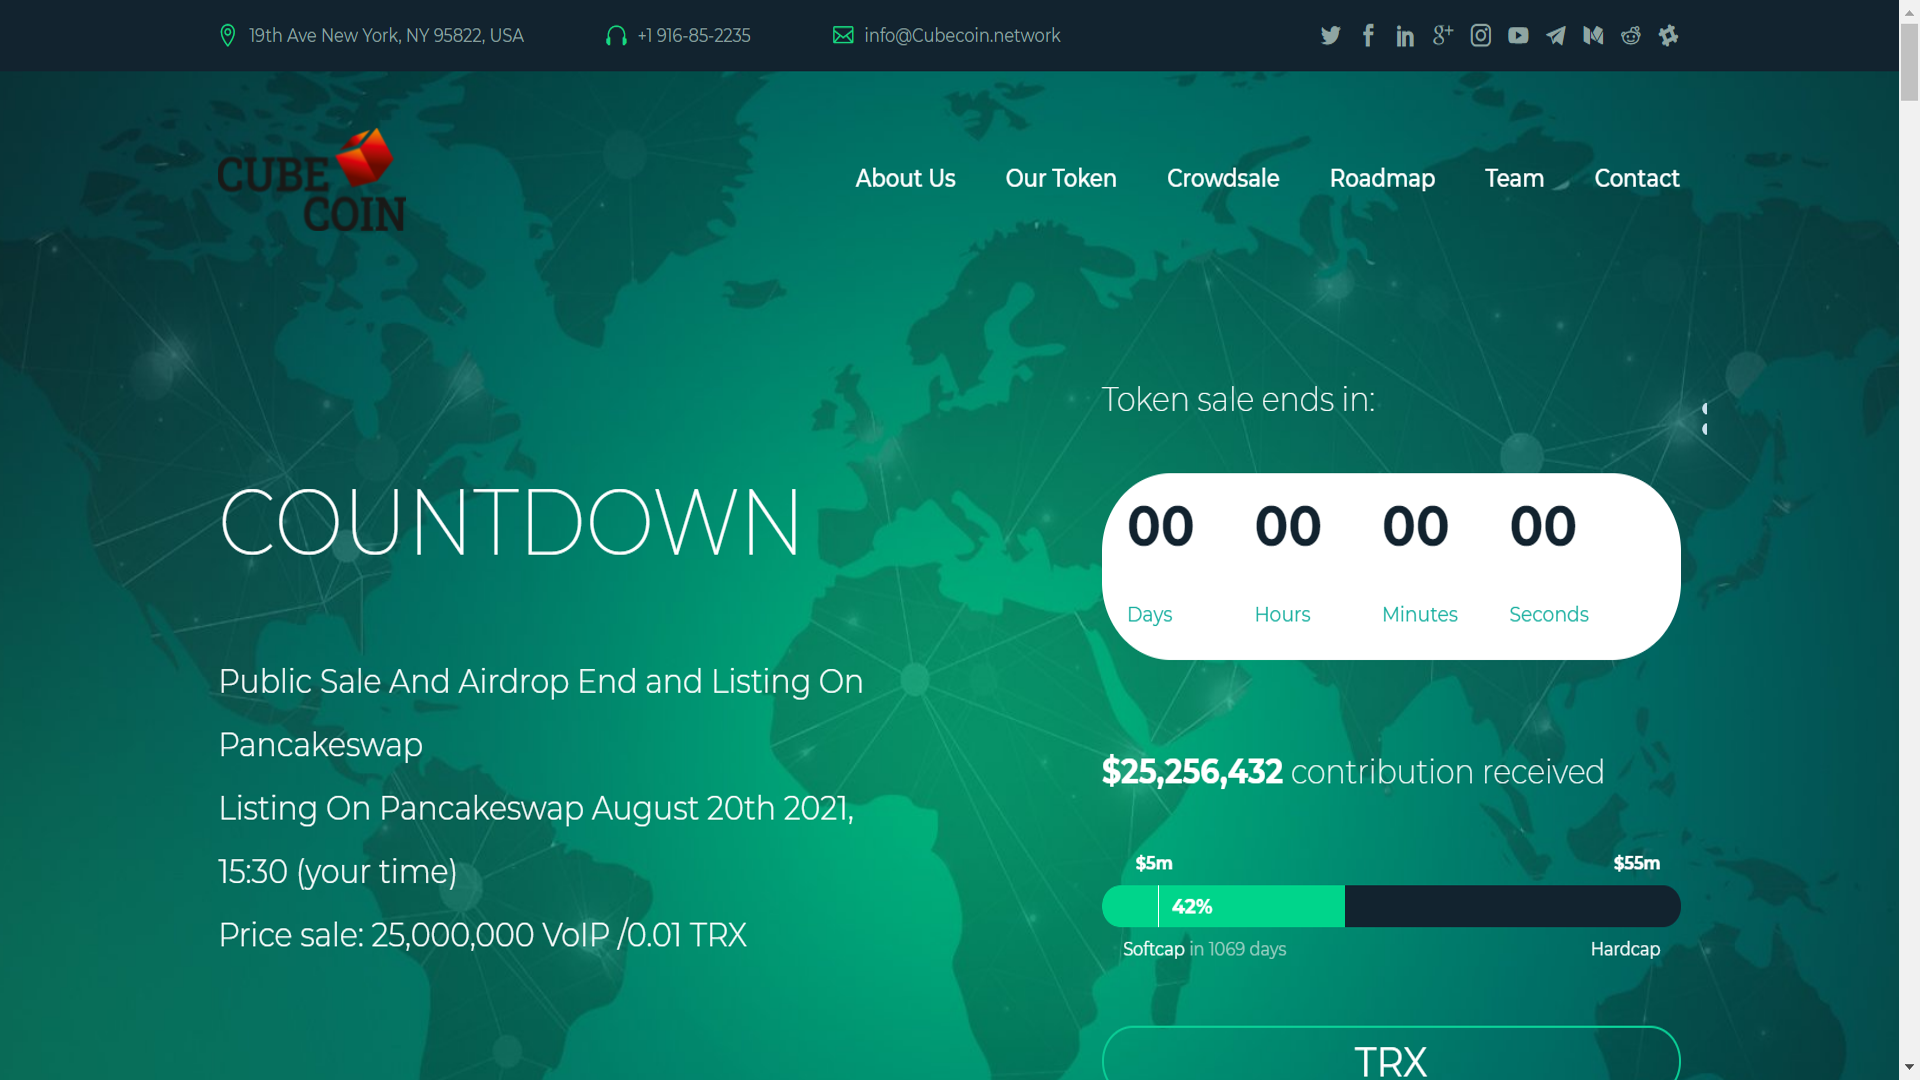 19th Ave New York, NY 95822, USA
+1 916-85-2235
info@Cubecoin.network
CUBE
COIN
About Us
Our Token
Crowdsale
Roadmap
Team
Contact
COUNTDOWN
Public Sale And Airdrop End and Listing On
Pancakeswap
Listing On Pancakeswap August 20th 2021,
15:30 (your time)
Price sale: 25,000,000 VoIP /0.01 TRX
Token sale ends in:
00 00 00 00
Days Hours Minutes Seconds
$25,256,432 contribution received
$5m $55m
42%
Softcap in 1069 days Hardcap
TRX